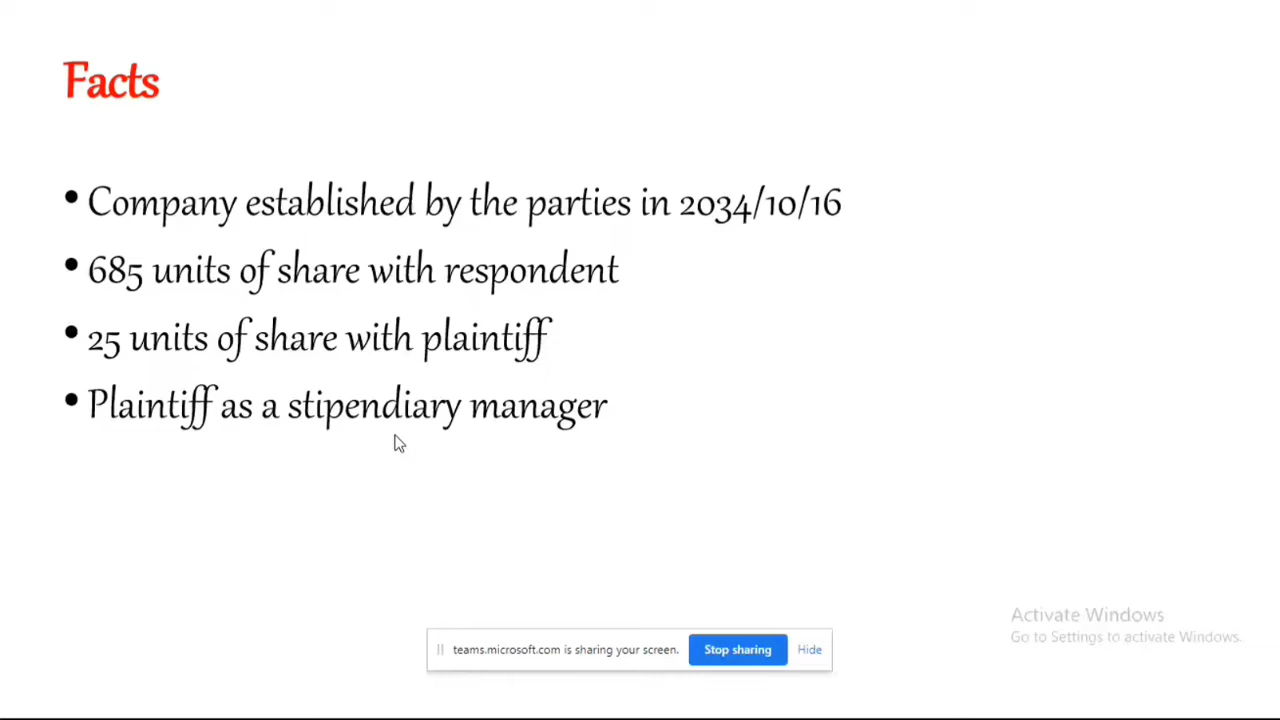 Facts
• Company established by the parties in 2034/10/16
• 685 units of share with respondent
• 25 units of share with plaintiff
• Plaintiff as a stipendiary manager
Activate Windows
Go to Settings to activate Windows.
teams.microsoft.com is sharing your screen. Stop sharing Hide